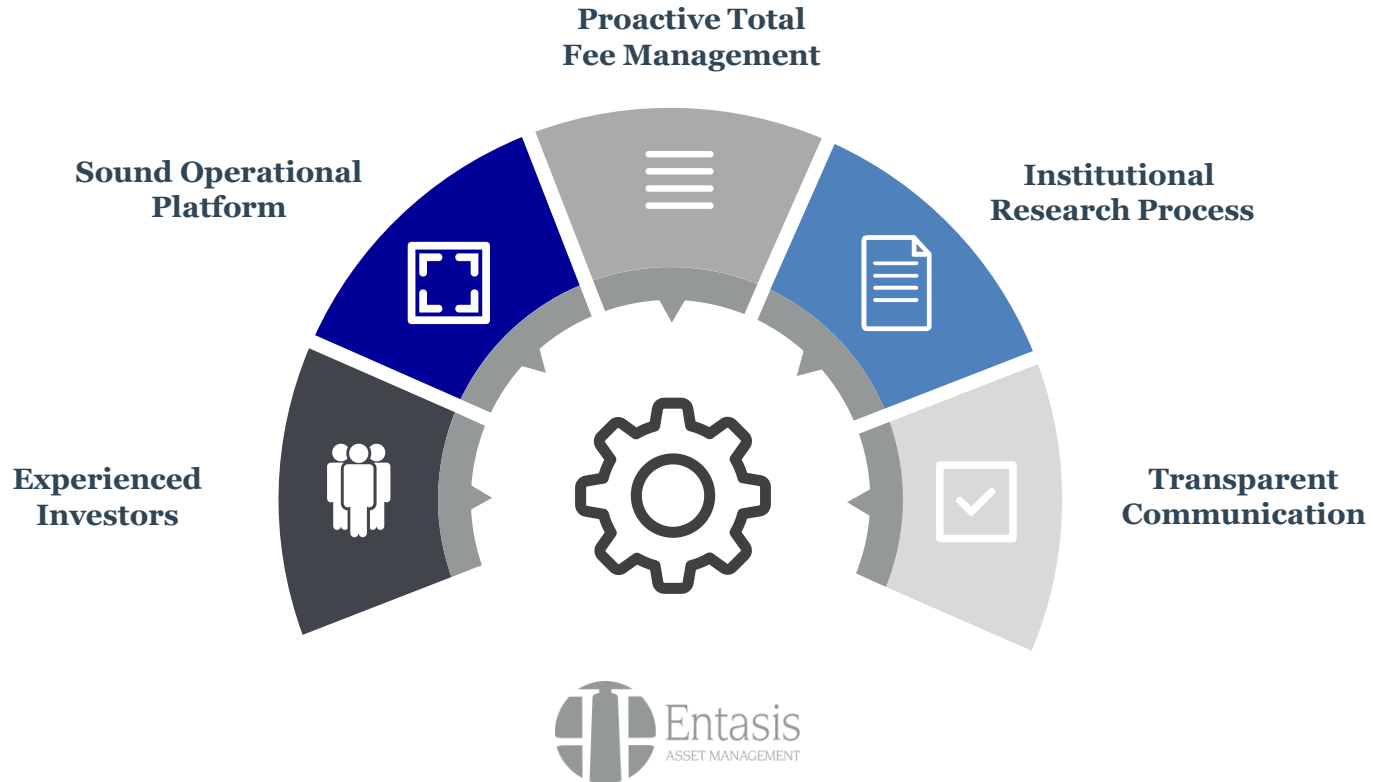 Proactive Total
Fee Management
Sound Operational
Platform
Institutional
Research Process
Experienced
Investors
Transparent
Communication
Entasis
ASSET MANAGEMENT